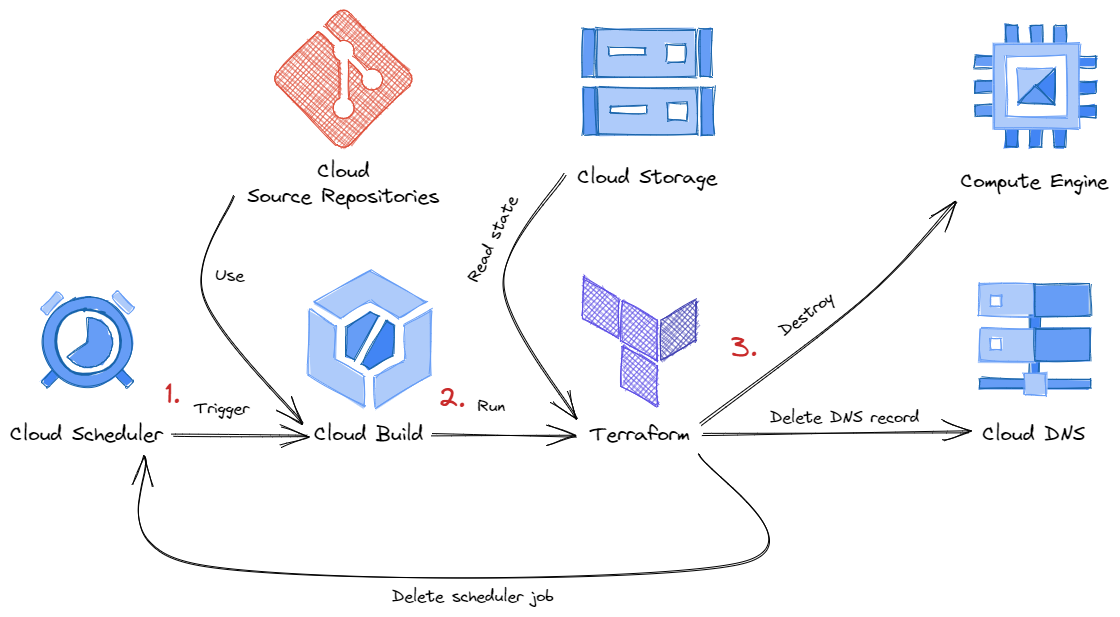 Cloud
Source Repositories
Cloud Storage
Compute Engine
Use
Read state
Destroy
3.
1.
Trigger
2.
Run
Delete DNS record
Cloud Scheduler
Cloud Build
Terraform
Cloud DNS
Delete scheduler job